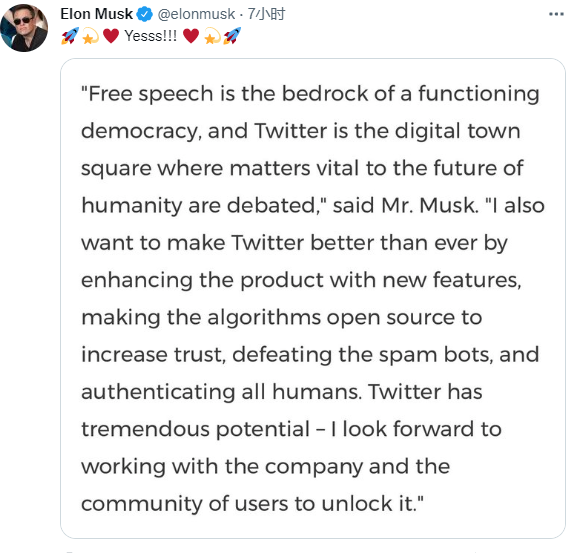 Elon Musk @elonmusk · 7小时
🚀💫♥️ Yesss!!! ♥️💫🚀
"Free speech is the bedrock of a functioning
democracy, and Twitter is the digital town
square where matters vital to the future of
humanity are debated," said Mr. Musk. "I also
want to make Twitter better than ever by
enhancing the product with new features,
making the algorithms open source to
increase trust, defeating the spam bots, and
authenticating all humans. Twitter has
tremendous potential – I look forward to
working with the company and the
community of users to unlock it."